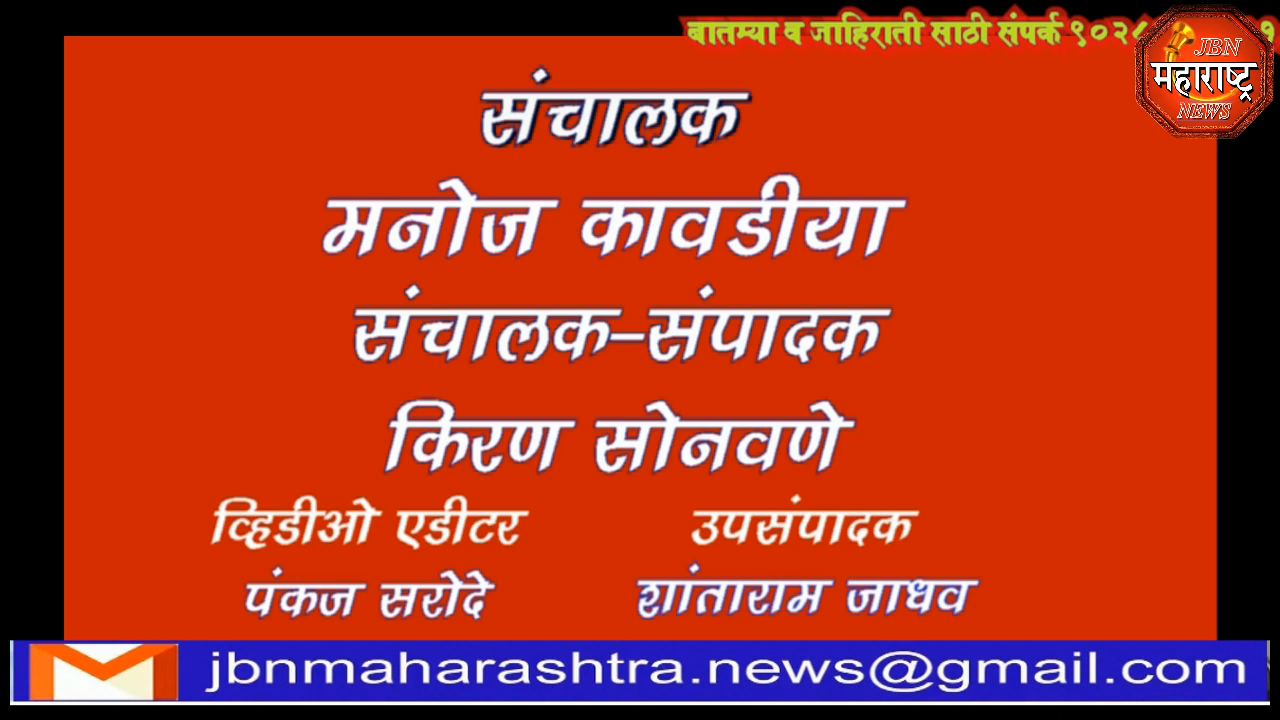 बातम्या व जाहिराती साठी संपर्क
JBN
महाराष्ट्र
NEWS
संचालक
मनोज कावडीया
संचालक-संपादक
किरण सोनवणे
व्हिडीओ एडीटर उपसंपादक
पंकज सरोदे शांताराम जाधव
jbnmaharashtra.news@gmail.com